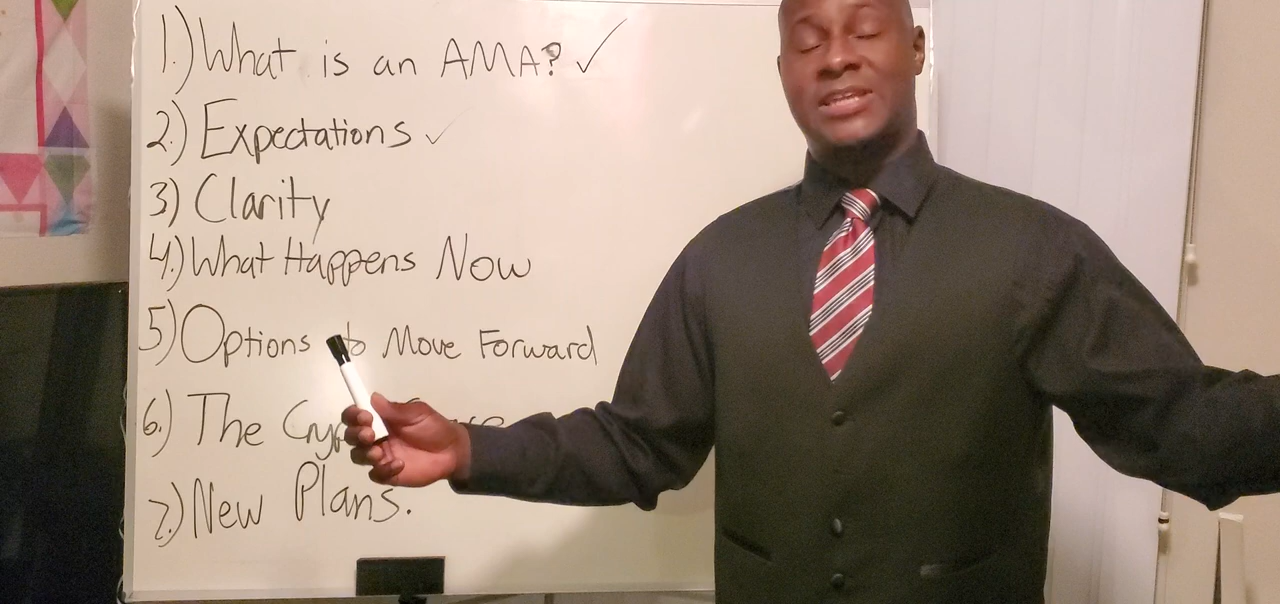 1.) What is an AMA? ✓
2.) Expectations ✓
3) Clarity
4.) What Happens Now
5) Options to Move Forward
6.) The
7.) New Plans.